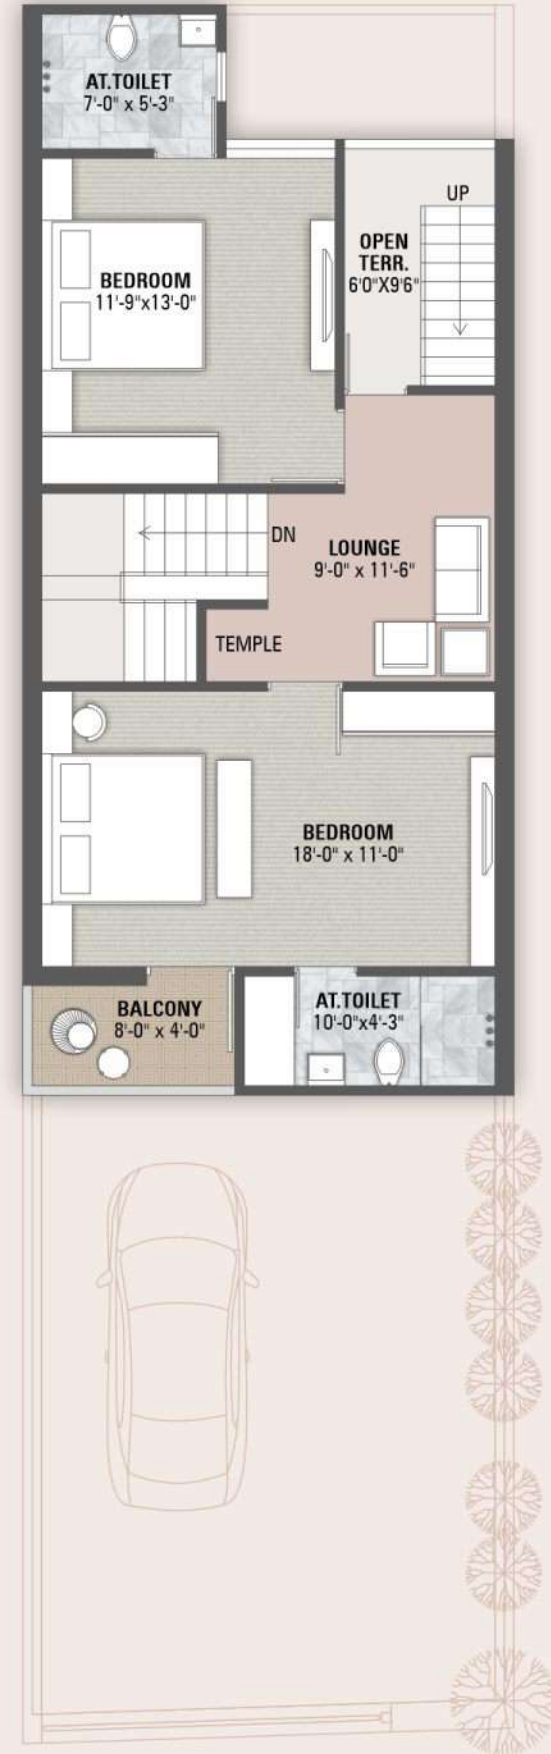 AT.TOILET
7'-0" x 5'-3"
UP
OPEN
TERR.
6'0"X9'6"
BEDROOM
11'-9"x13'-0"
DN
LOUNGE
9'-0" x 11'-6"
TEMPLE
BEDROOM
18'-0" x 11'-0"
BALCONY
8'-0" x 4'-0"
AT.TOILET
10'-0"x4'-3"